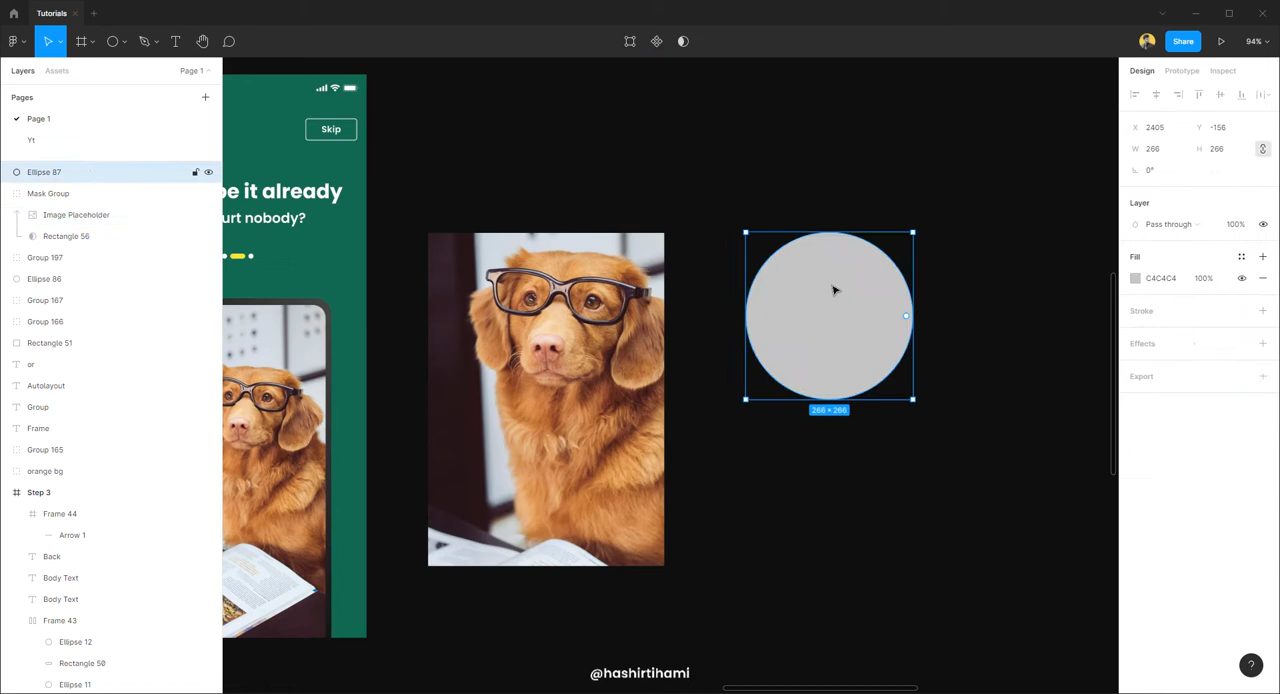 Tutorials
Share
94%
Layers
Assets
Page 1
Pages
Page 1
Yt
Ellipse 87
Mask Group
Image Placeholder
Rectangle 56
Group 197
Ellipse 86
Group 167
Group 166
Rectangle 51
or
Autolayout
Group
Frame
Group 165
orange bg
Step 3
Frame 44
Arrow 1
Back
Body Text
Body Text
Frame 43
Ellipse 12
Rectangle 50
Ellipse 11
Skip
be it already
urt nobody?
266 × 266
@hashirtihami
Design
Prototype
Inspect
X 2405
Y -156
W 266
H 266
0°
Layer
Pass through
100%
Fill
C4C4C4
100%
Stroke
Effects
Export
?